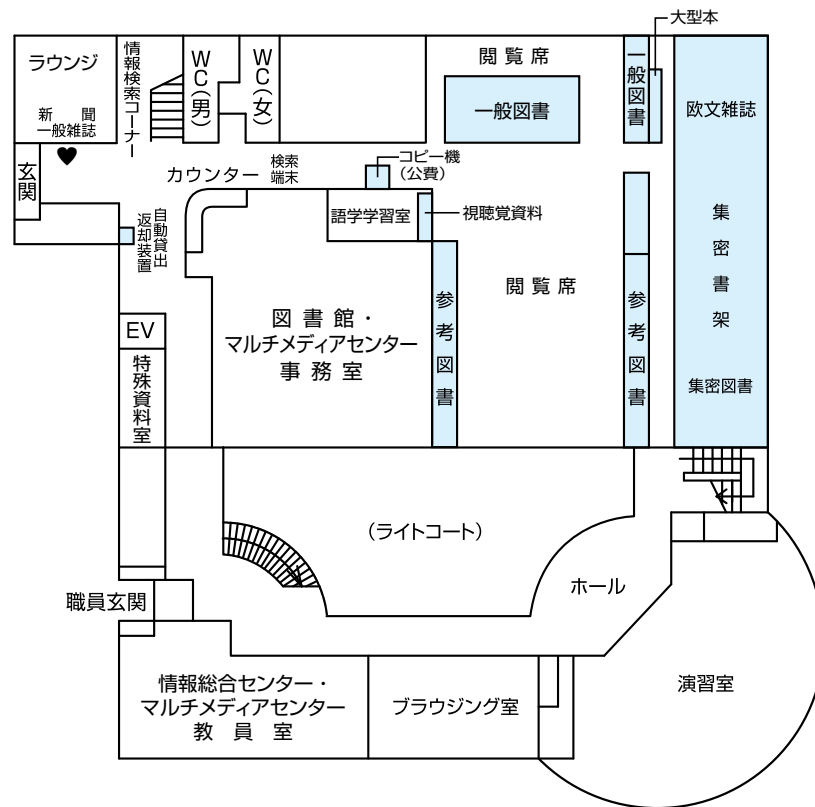 大型本
ラウンジ
新聞
一般雑誌
情報検索コーナー
WC(男)
WC(女)
閲覧席
一般図書
一般図書
欧文雑誌
玄関
カウンター
検索
端末
コピー機
(公費)
自動貸出
返却装置
語学学習室
視聴覚資料
集密書架
閲覧席
参考図書
参考図書
図書館・
マルチメディアセンター
事務室
EV
特殊資料室
集密図書
(ライトコート)
ホール
職員玄関
情報総合センター・
マルチメディアセンター
教員室
ブラウジング室
演習室